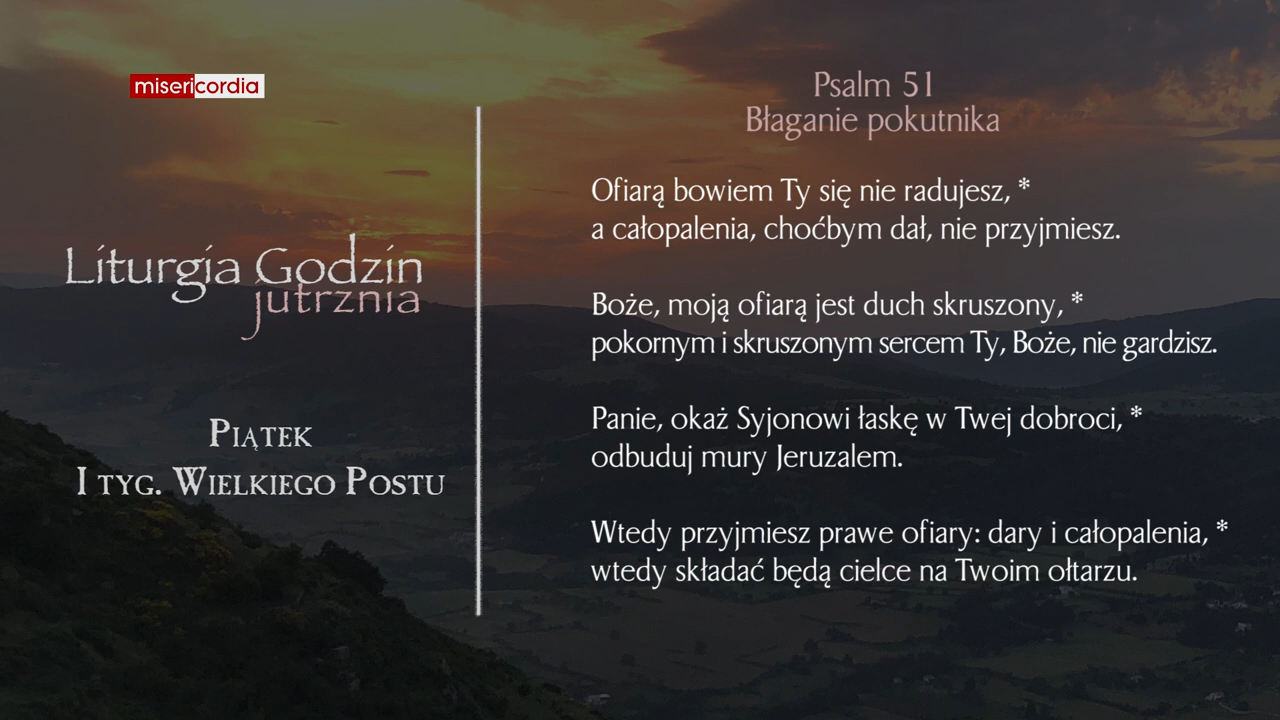 misericordia
Liturgia Godzin
jutrznia
Piątek
I tyg. Wielkiego Postu
Psalm 51
Błaganie pokutnika
Ofiarą bowiem Ty się nie radujesz, *
a całopalenia, choćbym dał, nie przyjmiesz.
Boże, moją ofiarą jest duch skruszony, *
pokornym i skruszonym sercem Ty, Boże, nie gardzisz.
Panie, okaż Syjonowi łaskę w Twej dobroci, *
odbuduj mury Jeruzalem.
Wtedy przyjmiesz prawe ofiary: dary i całopalenia, *
wtedy składać będą cielce na Twoim ołtarzu.